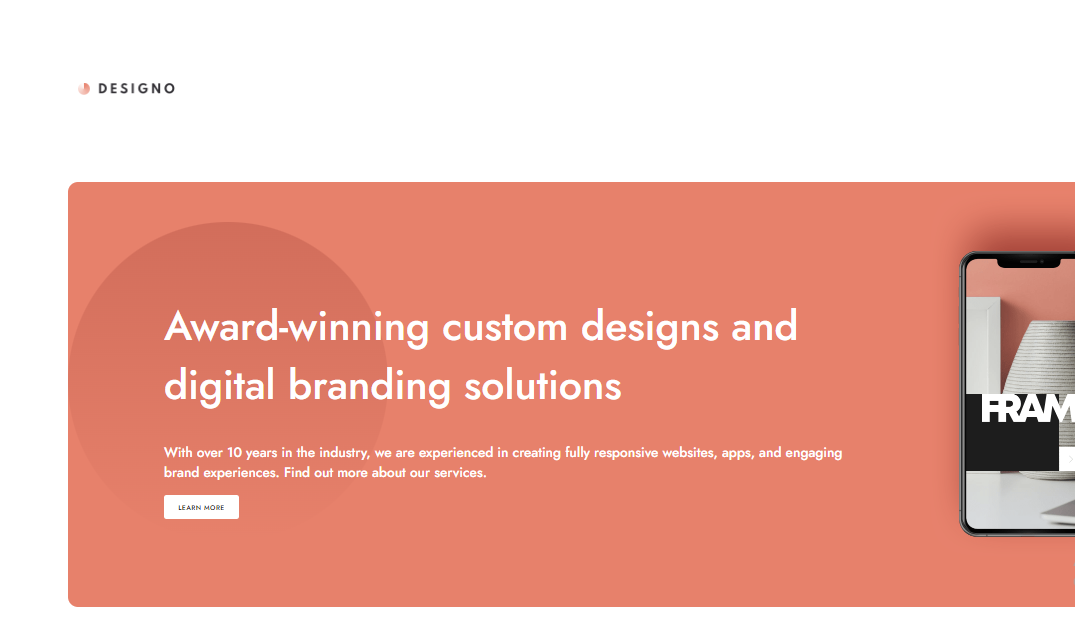 DESIGNO
Award-winning custom designs and
digital branding solutions
With over 10 years in the industry, we are experienced in creating fully responsive websites, apps, and engaging
brand experiences. Find out more about our services.
LEARN MORE
FRAM